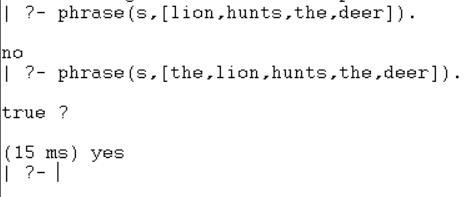 | ?- phrase(s,[lion,hunts,the,deer]).
no
| ?- phrase(s,[the,lion,hunts,the,deer]).
true ?
(15 ms) yes
| ?-